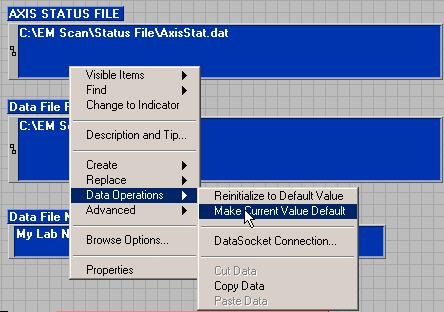 AXIS STATUS FILE
C:\EM Scan\Status File\AxisStat.dat
Visible Items
Find
Change to Indicator
Data File
C:\EM
Description and Tip...
Create
Replace
Data Operations
Reinitialize to Default Value
Advanced
Make Current Value Default
Data File
My Lab
Browse Options...
DataSocket Connection...
Properties
Cut Data
Copy Data
Paste Data